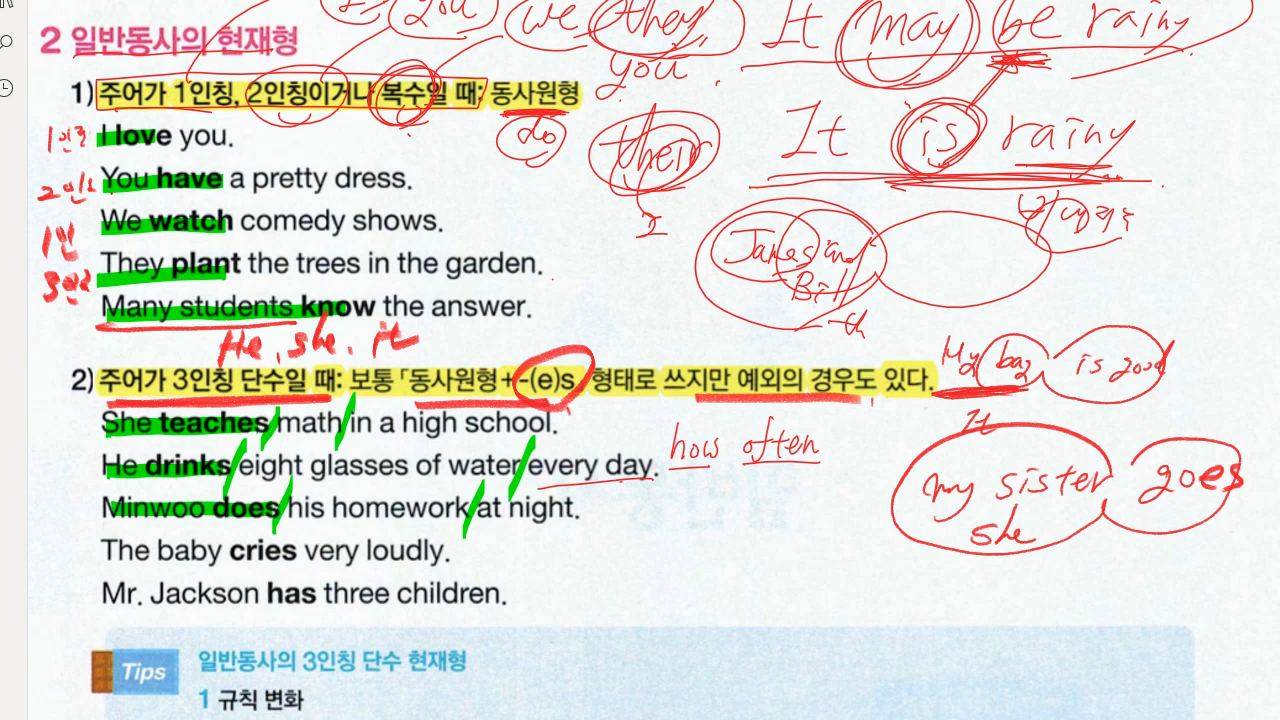 you we they It may be rainy
2 일반동사의 현재형
you
1) 주어가 1인칭, 2인칭이거나 복수일 때: 동사원형
I love you.
do
their
It is rainy
You have a pretty dress.
We watch comedy shows.
I
James and
Bill
They plant the trees in the garden.
Many students know the answer.
He, she, it
2) 주어가 3인칭 단수일 때: 보통 「동사원형+-(e)s」 형태로 쓰지만 예외의 경우도 있다.
My bag is good
It
She teaches math in a high school.
how often
He drinks eight glasses of water every day.
my sister goes
she
Minwoo does his homework at night.
The baby cries very loudly.
Mr. Jackson has three children.
Tips
일반동사의 3인칭 단수 현재형
1 규칙 변화